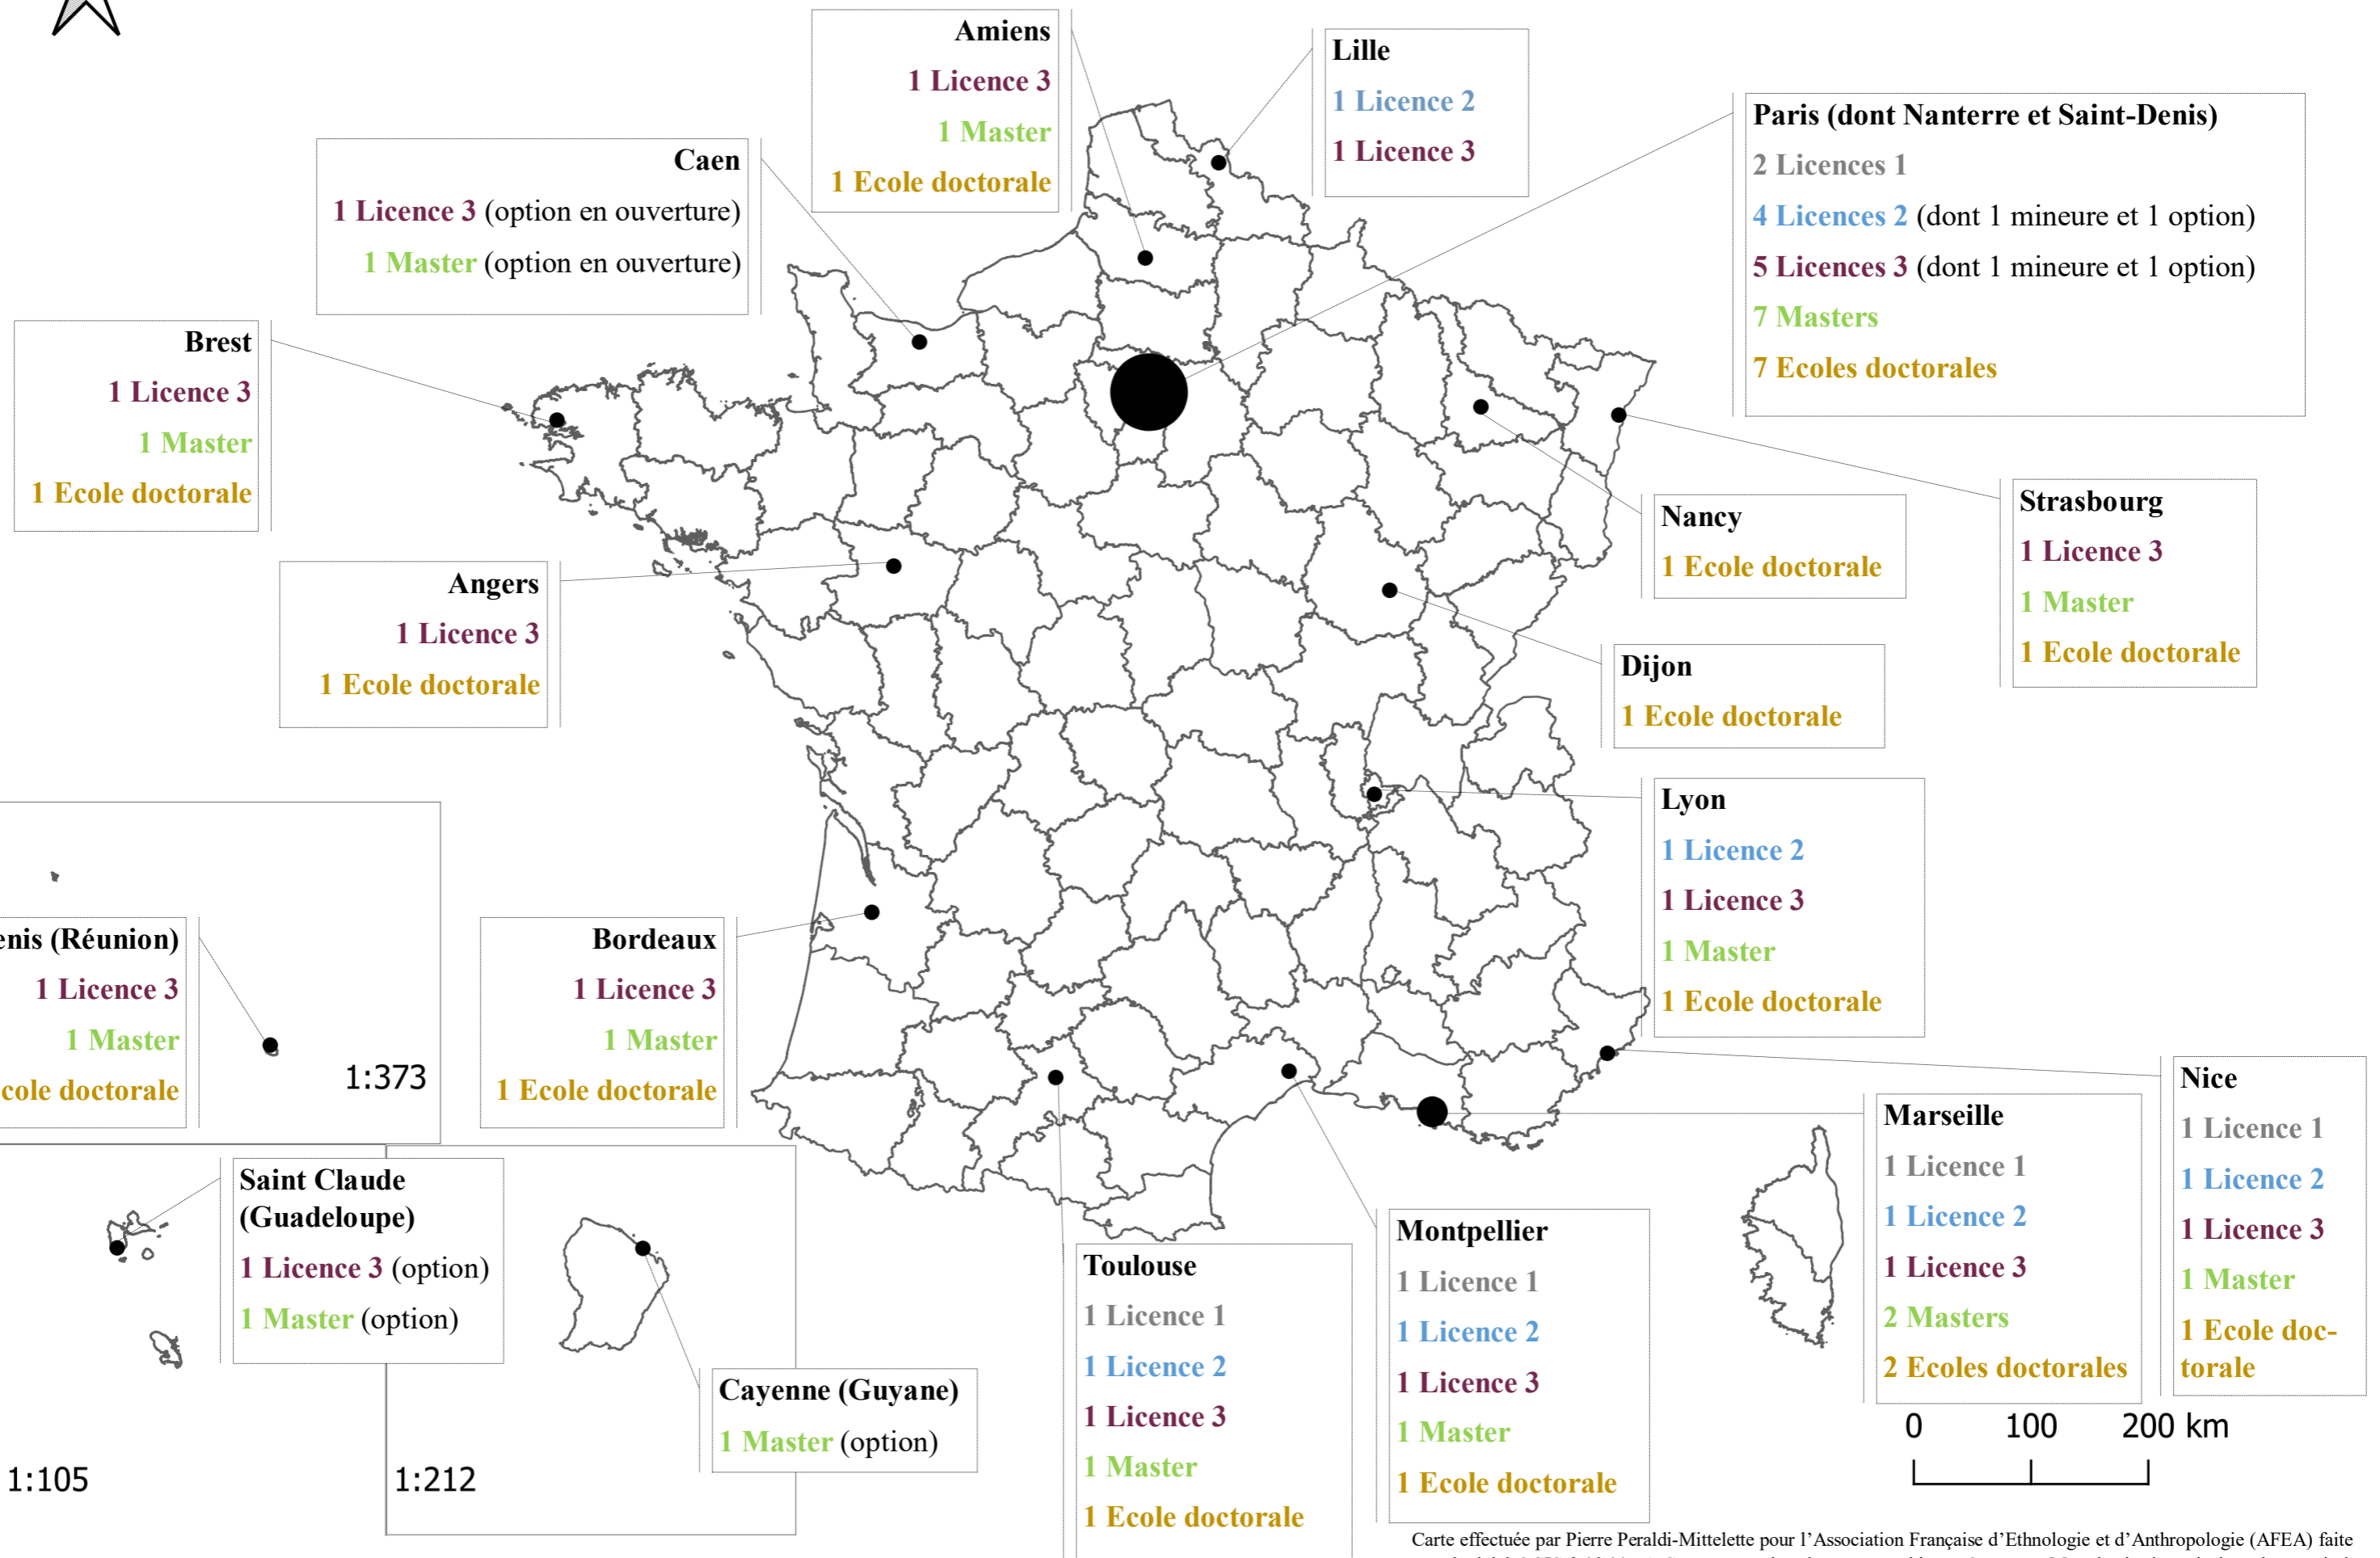 Amiens
1 Licence 3
1 Master
1 Ecole doctorale
Lille
1 Licence 2
1 Licence 3
Paris (dont Nanterre et Saint-Denis)
2 Licences 1
4 Licences 2 (dont 1 mineure et 1 option)
5 Licences 3 (dont 1 mineure et 1 option)
7 Masters
7 Ecoles doctorales
Caen
1 Licence 3 (option en ouverture)
1 Master (option en ouverture)
Brest
1 Licence 3
1 Master
1 Ecole doctorale
Angers
1 Licence 3
1 Ecole doctorale
Nancy
1 Ecole doctorale
Strasbourg
1 Licence 3
1 Master
1 Ecole doctorale
Dijon
1 Ecole doctorale
Lyon
1 Licence 2
1 Licence 3
1 Master
1 Ecole doctorale
enis (Réunion)
1 Licence 3
1 Master
cole doctorale
1:373
Bordeaux
1 Licence 3
1 Master
1 Ecole doctorale
Saint Claude
(Guadeloupe)
1 Licence 3 (option)
1 Master (option)
1:105
Cayenne (Guyane)
1 Master (option)
1:212
Toulouse
1 Licence 1
1 Licence 2
1 Licence 3
1 Master
1 Ecole doctorale
Montpellier
1 Licence 1
1 Licence 2
1 Licence 3
1 Master
1 Ecole doctorale
Marseille
1 Licence 1
1 Licence 2
1 Licence 3
2 Masters
2 Ecoles doctorales
Nice
1 Licence 1
1 Licence 2
1 Licence 3
1 Master
1 Ecole doc-
torale
0 100 200 km
Carte effectuée par Pierre Peraldi-Mittelette pour l'Association Française d'Ethnologie et d'Anthropologie (AFEA) faite